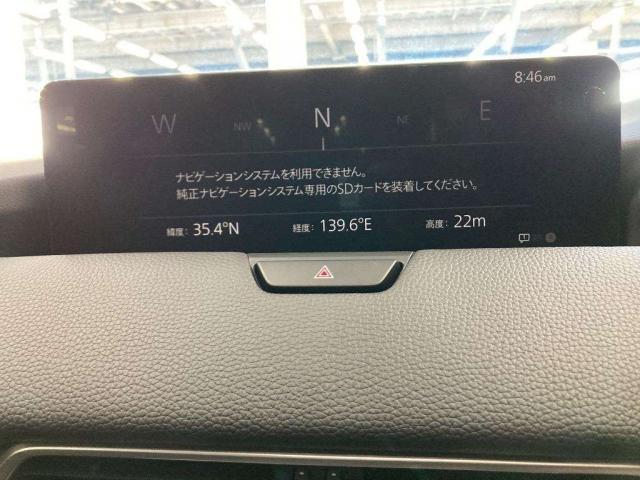 8:46am
W NW N NE E
ナビゲーションシステムを利用できません。
純正ナビゲーションシステム専用のSDカードを装着してください。
緯度: 35.4°N 経度: 139.6°E 高度: 22m